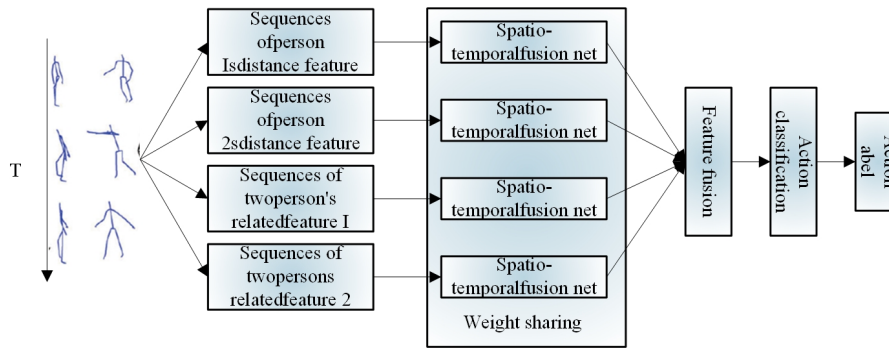 T
Sequences
ofperson
Isdistance feature
Sequences
ofperson
2sdistance feature
Sequences of
twoperson's
relatedfeature I
Sequences of
twopersons
relatedfeature 2
Spatio-
temporalfusion net
Spatio-
temporalfusion net
Spatio-
temporalfusion net
Spatio-
temporalfusion net
Weight sharing
Feature fusion
Action
classification
Action
abel